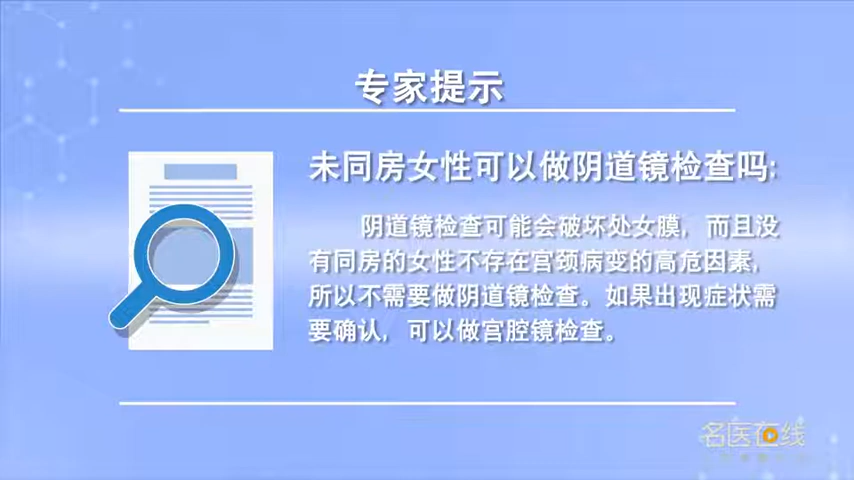 专家提示
未同房女性可以做阴道镜检查吗:
阴道镜检查可能会破坏处女膜，而且没
有同房的女性不存在宫颈病变的高危因素，
所以不需要做阴道镜检查。如果出现症状需
要确认，可以做宫腔镜检查。
名医在线